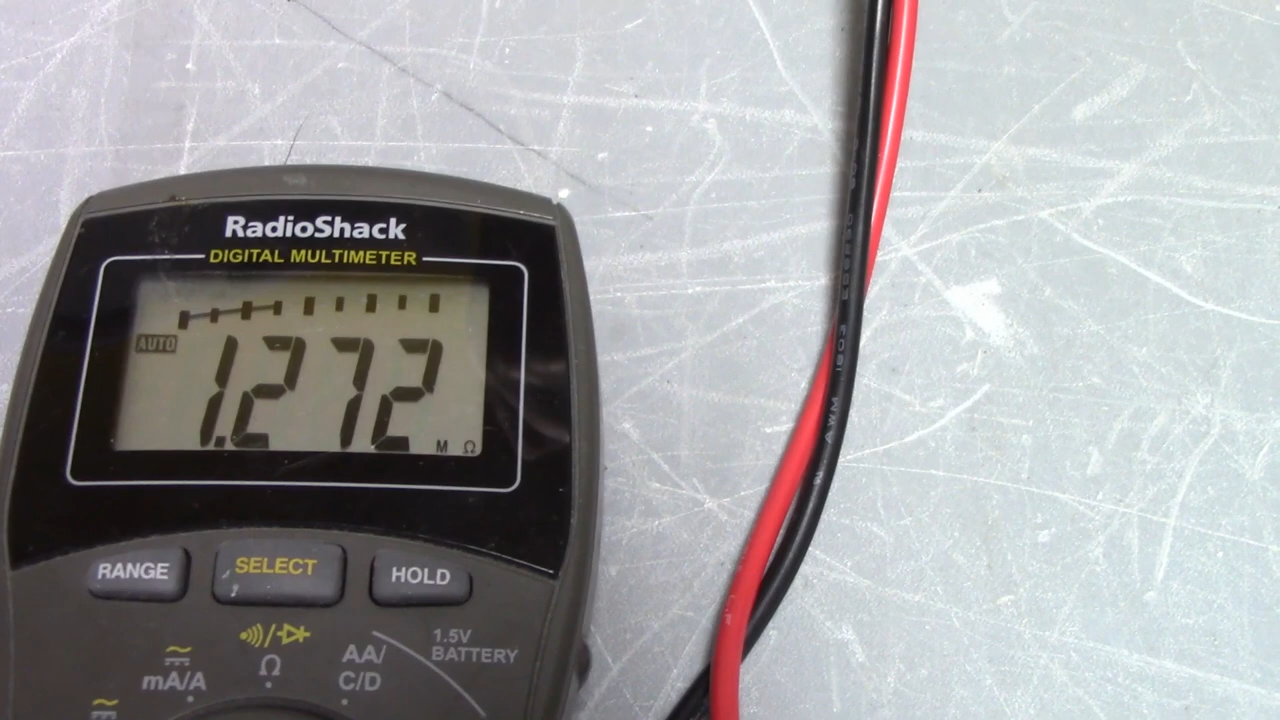 RadioShack
DIGITAL MULTIMETER
AUTO
1.272
M Ω
RANGE
SELECT
HOLD
mA/A
Ω
AA/
C/D
1.5V
BATTERY
AWM